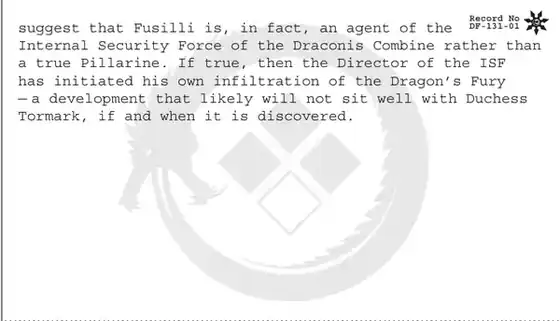 Record No
DF-131-01
suggest that Fusilli is, in fact, an agent of the
Internal Security Force of the Draconis Combine rather than
a true Pillarine. If true, then the Director of the ISF
has initiated his own infiltration of the Dragon’s Fury
—a development that likely will not sit well with Duchess
Tormark, if and when it is discovered.